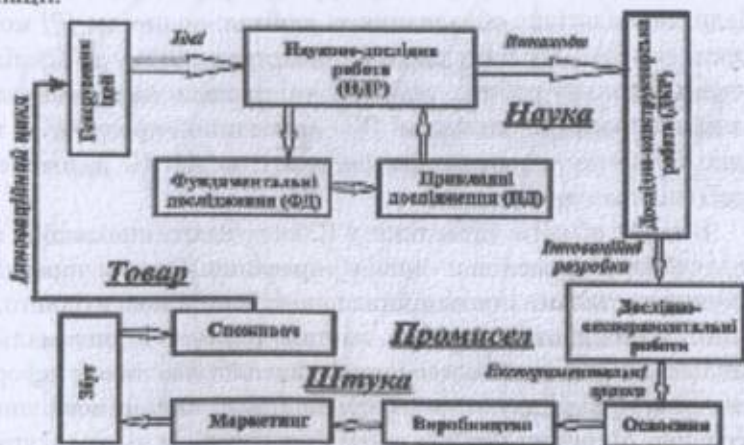 Генерування
ідей
Ідеї
Науково-дослідна
робота
(НДР)
Винаходи
Дослідно-конструкторська
робота (ДКР)
Наука
Інноваційний цикл
Фундаментальні
дослідження (ФД)
Прикладні
дослідження (ПД)
Інноваційні
розробки
Товар
Дослідно-
експериментальні
роботи
Споживач
Промисел
Збут
Штука
Експериментальні
зразки
Маркетинг
Виробництво
Освоєння